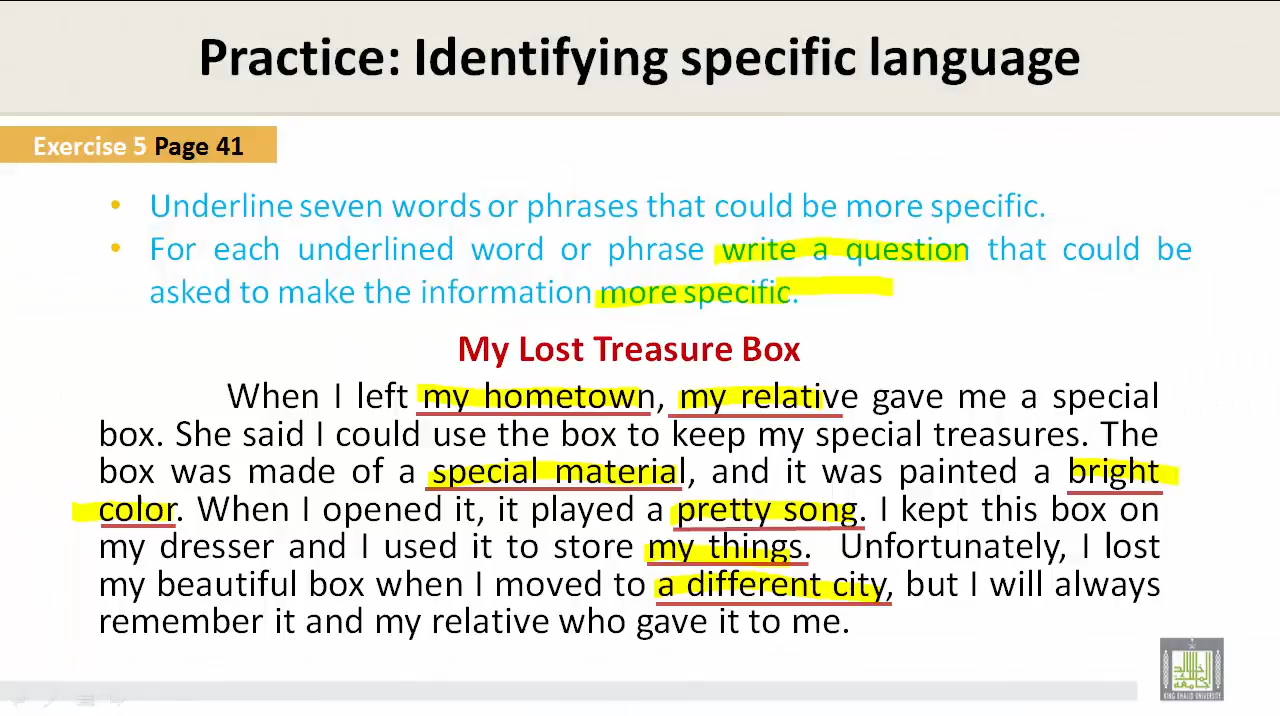 Practice: Identifying specific language
Exercise 5 Page 41
• Underline seven words or phrases that could be more specific.
• For each underlined word or phrase write a question that could be
asked to make the information more specific.
My Lost Treasure Box
When I left my hometown, my relative gave me a special
box. She said I could use the box to keep my special treasures. The
box was made of a special material, and it was painted a bright
color. When I opened it, it played a pretty song. I kept this box on
my dresser and I used it to store my things. Unfortunately, I lost
my beautiful box when I moved to a different city, but I will always
remember it and my relative who gave it to me.
KING KHALID UNIVERSITY